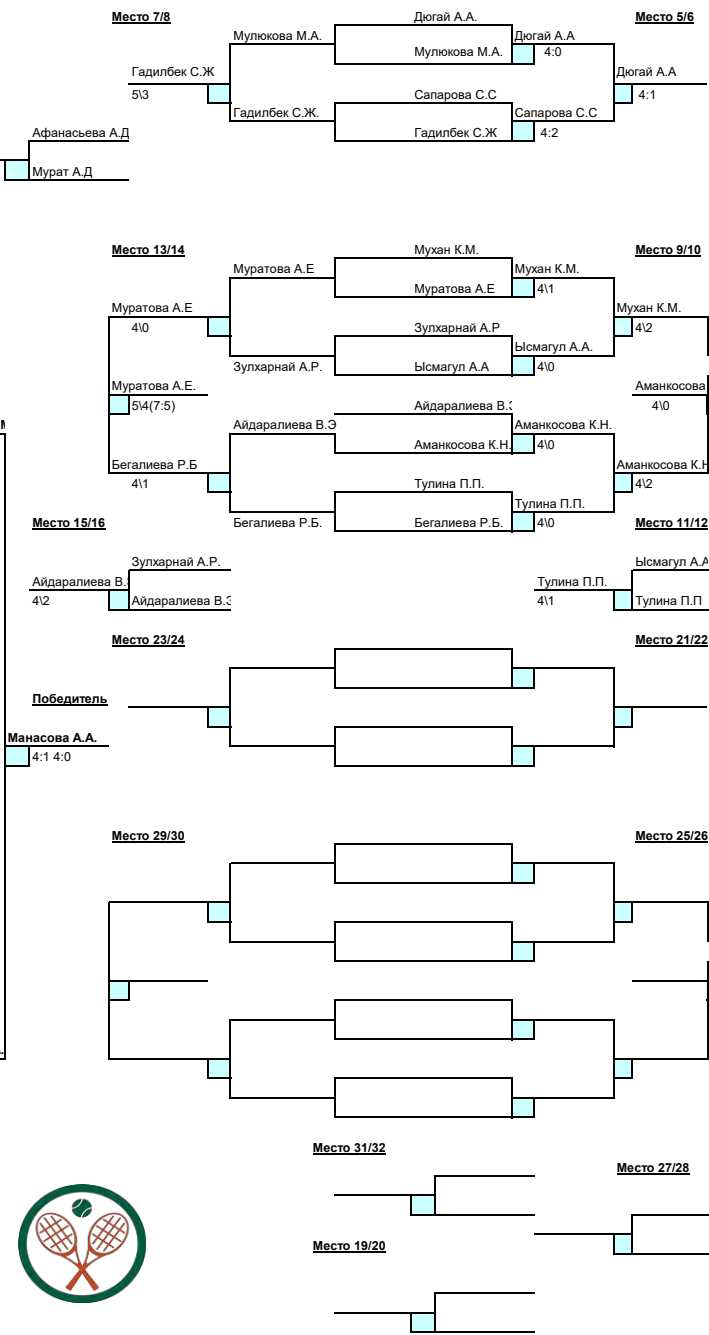 Место 7/8
Дюгай А.А.
Место 5/6
Мулюкова М.А.
Дюгай А.А
Мулюкова М.А.
4:0
Гадилбек С.Ж
Дюгай А.А
5\3
Сапарова С.С
4:1
Гадилбек С.Ж.
Сапарова С.С
Афанасьева А.Д
Гадилбек С.Ж
4:2
Мурат А.Д
Место 13/14
Мухан К.М.
Место 9/10
Муратова А.Е
Мухан К.М.
Муратова А.Е
4\1
Муратова А.Е
Мухан К.М.
4\0
Зулхарнай А.Р
4\2
Ысмагул А.А.
Зулхарнай А.Р.
Ысмагул А.А
4\0
Муратова А.Е.
Аманкосова
5\4(7:5)
Айдаралиева В.
4\0
Айдаралиева В.Э
Аманкосова К.Н.
Аманкосова К.Н.
4\0
Бегалиева Р.Б
Аманкосова К.Н
4\1
Тулина П.П.
4\2
Тулина П.П.
Место 15/16
Бегалиева Р.Б.
Бегалиева Р.Б.
4\0
Место 11/12
Зулхарнай А.Р.
Ысмагул А.А
Айдаралиева В.
Тулина П.П.
4\2
Айдаралиева В.Э
4\1
Тулина П.П
Место 23/24
Место 21/22
Победитель
Манасова А.А.
4:1 4:0
Место 29/30
Место 25/26
Место 31/32
Место 27/28
Место 19/20